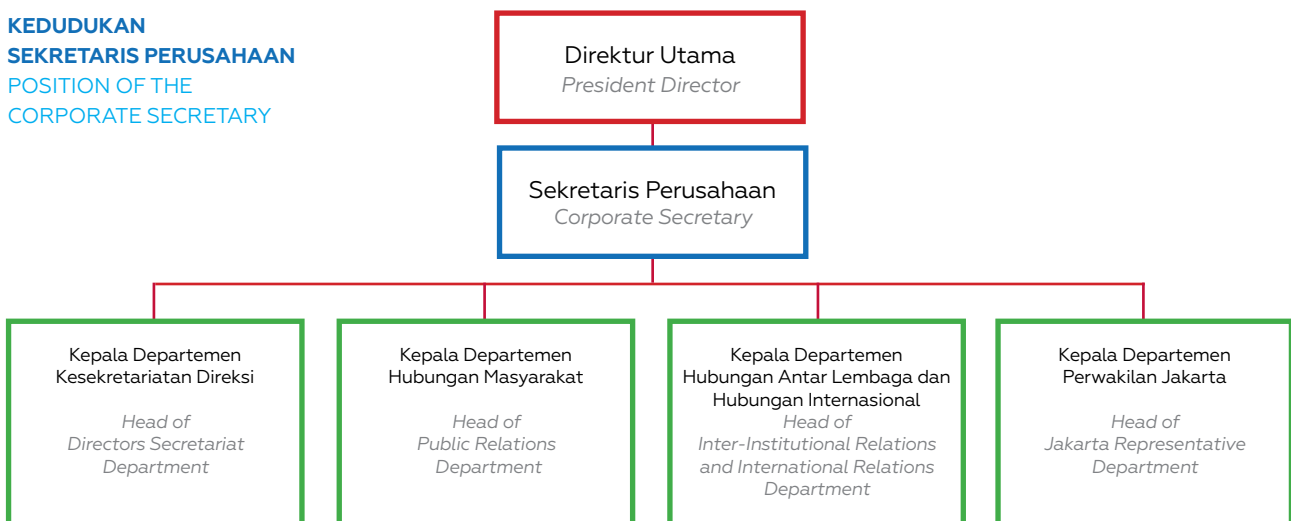 KEDUDUKAN
SEKRETARIS PERUSAHAAN
POSITION OF THE
CORPORATE SECRETARY
Direktur Utama
President Director
Sekretaris Perusahaan
Corporate Secretary
Kepala Departemen
Kesekretariatan Direksi
Head of
Directors Secretariat
Department
Kepala Departemen
Hubungan Masyarakat
Head of
Public Relations
Department
Kepala Departemen
Hubungan Antar Lembaga dan
Hubungan Internasional
Head of
Inter-Institutional Relations
and International Relations
Department
Kepala Departemen
Perwakilan Jakarta
Head of
Jakarta Representative
Department